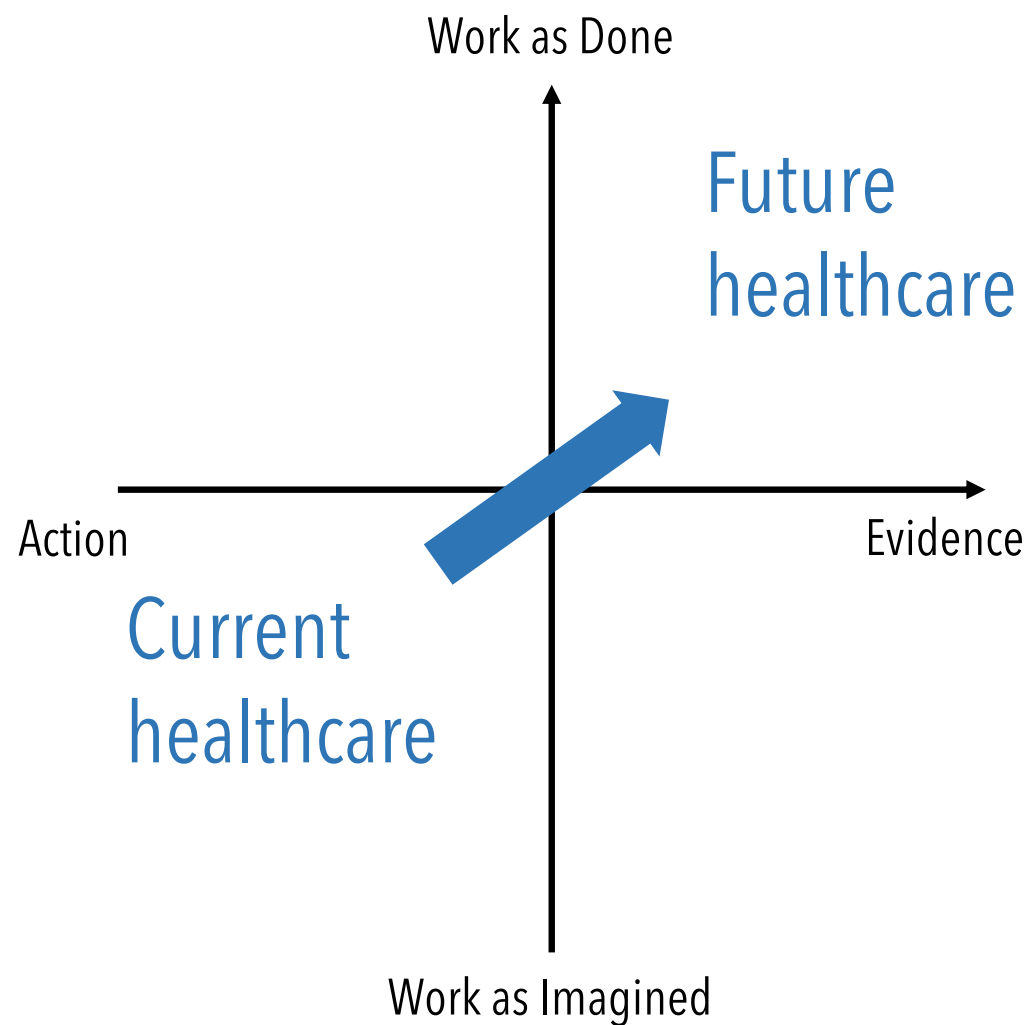 Work as Done
Future
healthcare
Action
Evidence
Current
healthcare
Work as Imagined